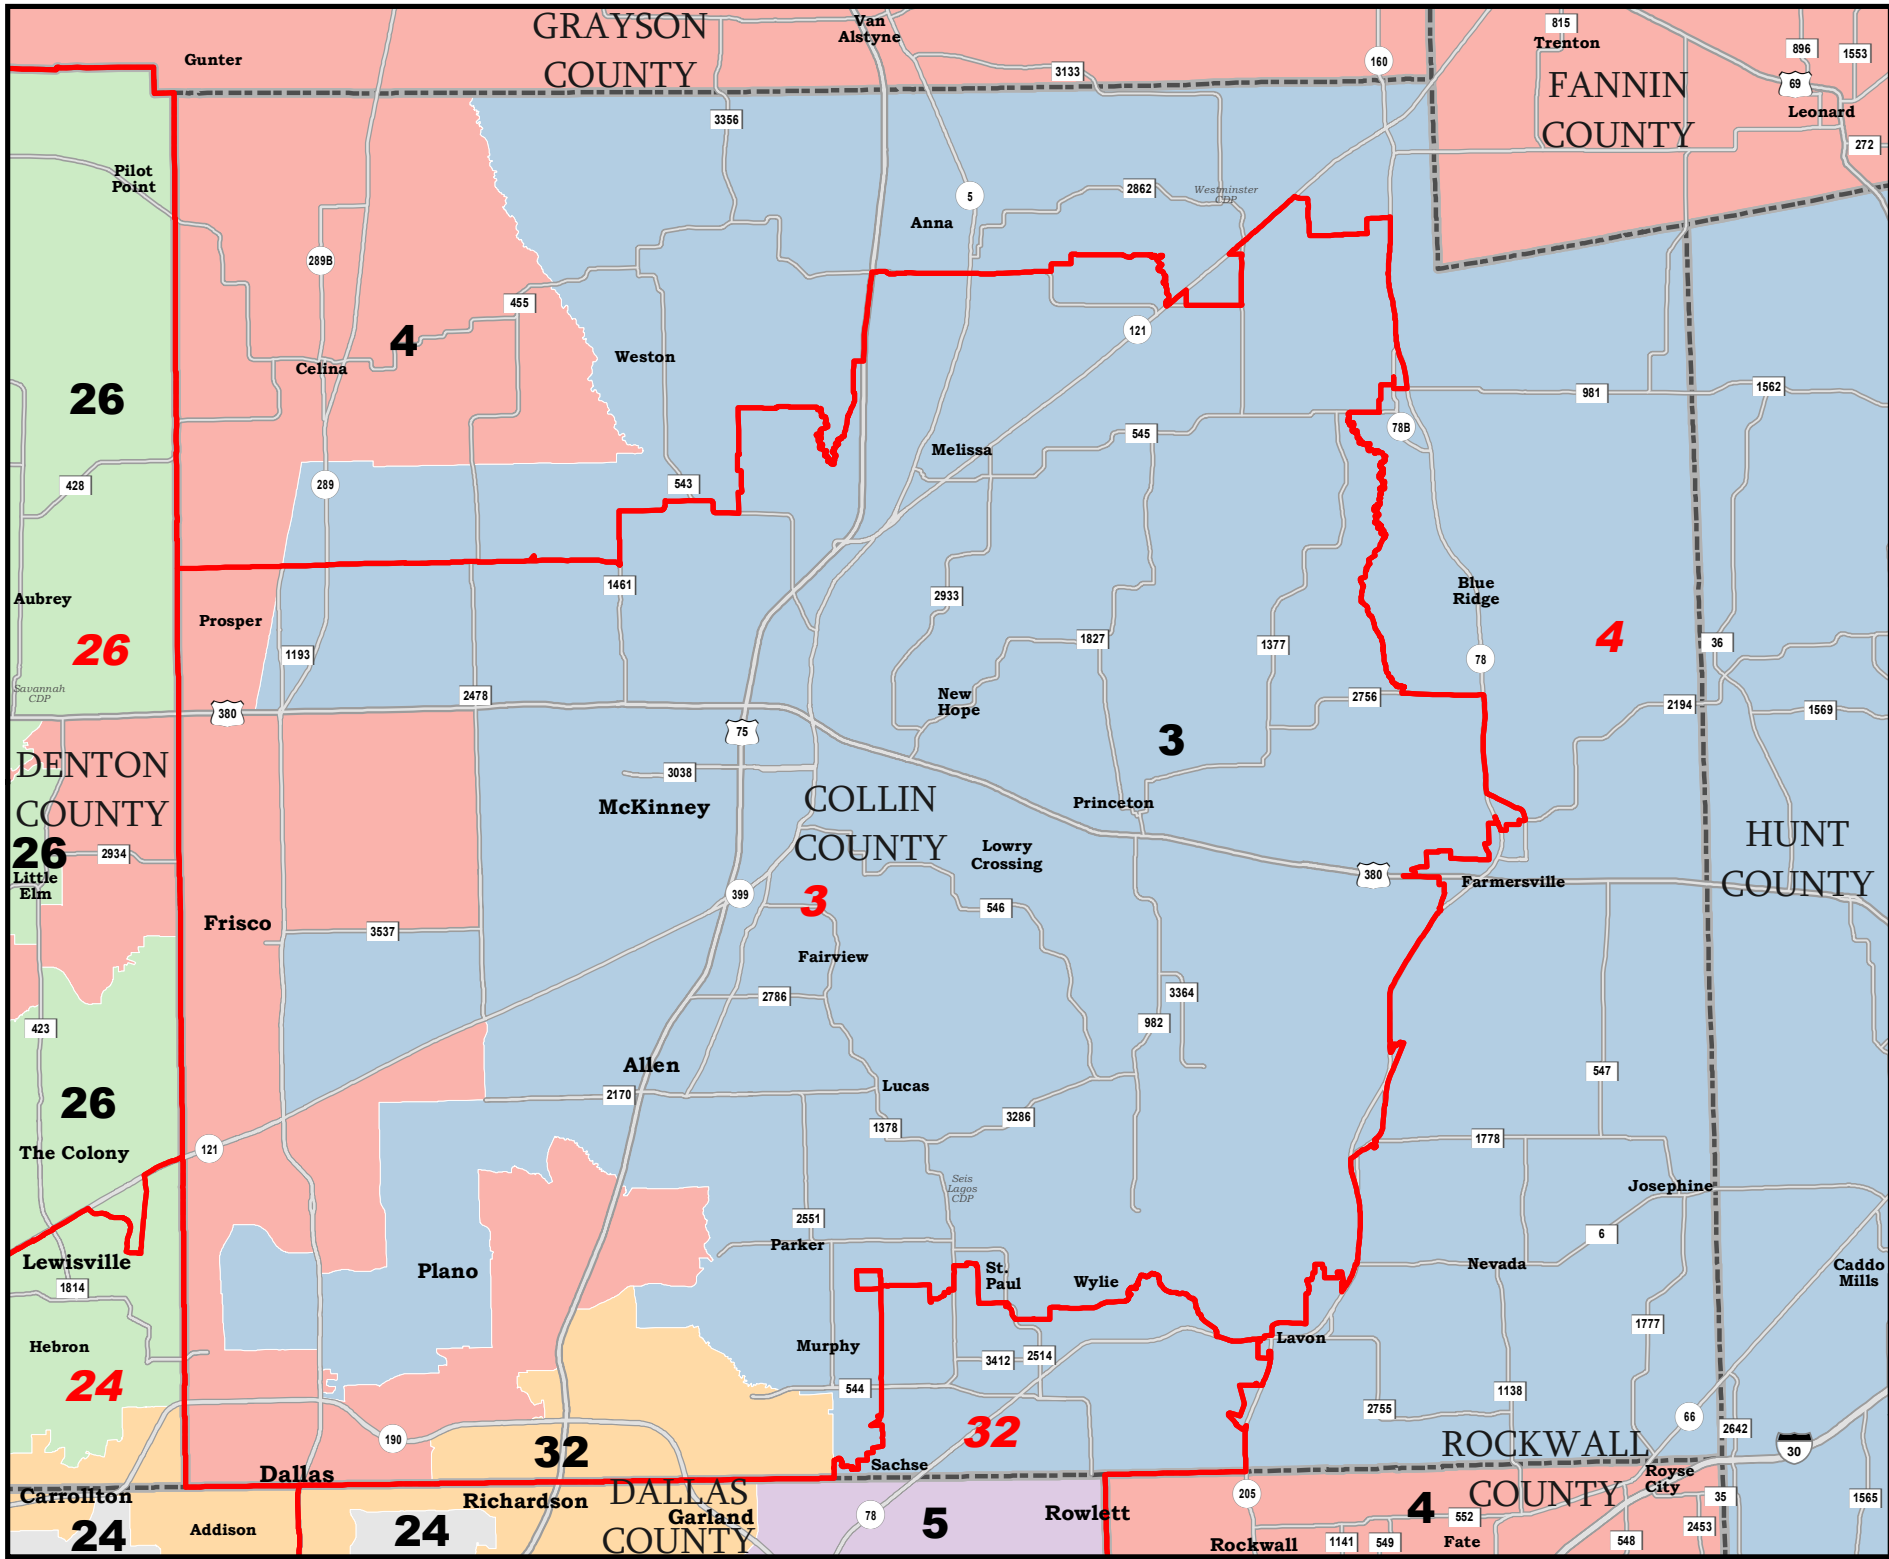 GRAYSON
COUNTY
Van
Alstyne
815
Trenton
896
1553
Gunter
3133
160
FANNIN
COUNTY
69
Leonard
3356
272
Pilot
Point
5
2862
Westminster
CDP
Anna
289B
455
121
4
Weston
Celina
26
981
1562
78B
545
Melissa
428
289
543
1461
Aubrey
2933
Blue
Ridge
Prosper
26
1193
1827
1377
4
36
78
Savannah
CDP
2478
New
Hope
2756
2194
1569
380
75
3
DENTON
COUNTY
3038
McKinney
COLLIN
COUNTY
Princeton
HUNT
COUNTY
26
2934
Little
Elm
Lowry
Crossing
380
Farmersville
399
3
546
Frisco
3537
Fairview
2786
3364
982
423
Allen
2170
Lucas
547
26
1378
3286
The Colony
121
1778
Seis
Lagos
CDP
Josephine
2551
Parker
6
Lewisville
1814
Plano
St.
Paul
Wylie
Nevada
Caddo
Mills
Hebron
Murphy
Lavon
1777
24
3412
2514
544
1138
2755
66
2642
190
32
32
ROCKWALL
COUNTY
30
Dallas
Sachse
Royse
City
Carrollton
Richardson
DALLAS
COUNTY
Garland
Rowlett
205
35
1565
24
Addison
24
78
5
4
552
2453
Rockwall
1141
549
Fate
548